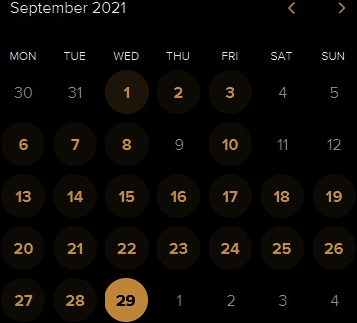 September 2021 < >
MON TUE WED THU FRI SAT SUN
30 31 1 2 3 4 5
6 7 8 9 10 11 12
13 14 15 16 17 18 19
20 21 22 23 24 25 26
27 28 29 1 2 3 4